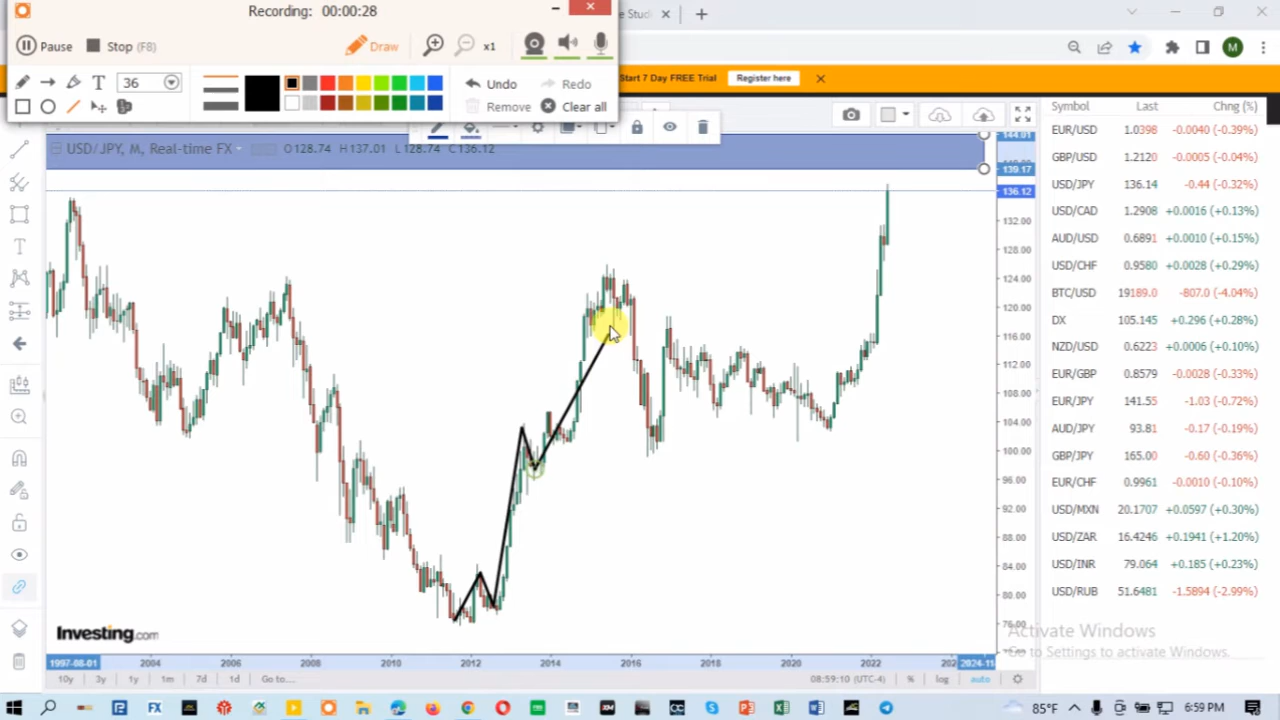 Recording: 00:00:28
Pause Stop (F8) Draw x1
T 36 Undo Redo
Remove Clear all
e Stuc
M
Start 7 Day FREE Trial Register here
USD/JPY, M, Real-time FX O128.74 H137.01 L128.74 C136.12
144.01
139.17
136.12
132.00
128.00
124.00
120.00
116.00
112.00
108.00
104.00
100.00
96.00
92.00
88.00
84.00
80.00
76.00
Investing.com
1997-08-01 2004 2006 2008 2010 2012 2014 2016 2018 2020 2022 202 2024-11
10y 3y 1y 1m 7d 1d Go to... 08:59:10 (UTC-4) % log auto
Symbol Last Chng (%)
EUR/USD 1.0398 -0.0040 (-0.39%)
GBP/USD 1.2120 -0.0005 (-0.04%)
USD/JPY 136.14 -0.44 (-0.32%)
USD/CAD 1.2908 +0.0016 (+0.13%)
AUD/USD 0.6891 +0.0010 (+0.15%)
USD/CHF 0.9580 +0.0028 (+0.29%)
BTC/USD 19189.0 -807.0 (-4.04%)
DX 105.145 +0.296 (+0.28%)
NZD/USD 0.6223 +0.0006 (+0.10%)
EUR/GBP 0.8579 -0.0028 (-0.33%)
EUR/JPY 141.55 -1.03 (-0.72%)
AUD/JPY 93.81 -0.17 (-0.19%)
GBP/JPY 165.00 -0.60 (-0.36%)
EUR/CHF 0.9961 -0.0010 (-0.10%)
USD/MXN 20.1707 +0.0597 (+0.30%)
USD/ZAR 16.4246 +0.1941 (+1.20%)
USD/INR 79.064 +0.185 (+0.23%)
USD/RUB 51.6481 -1.5894 (-2.99%)
Activate Windows
Go to Settings to activate Windows.
85°F 6:59 PM